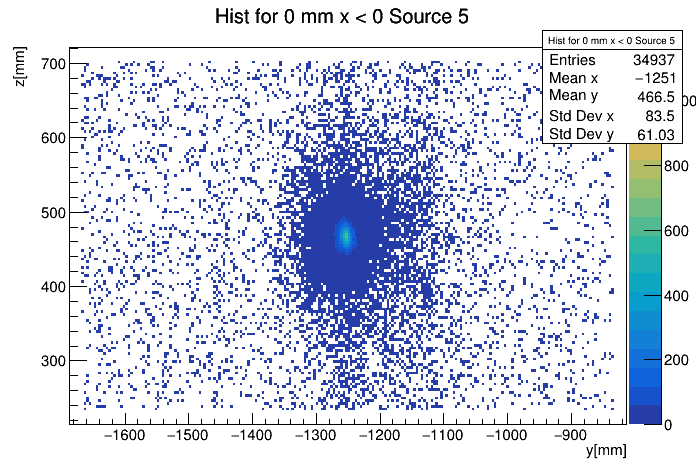 Hist for 0 mm x < 0 Source 5
Hist for 0 mm x < 0 Source 5
Entries 34937
Mean x −1251
Mean y 466.5
Std Dev x 83.5
Std Dev y 61.03
z[mm]
700
600
500
400
300
−1600 −1500 −1400 −1300 −1200 −1100 −1000 −900
y[mm]
800
600
400
200
0